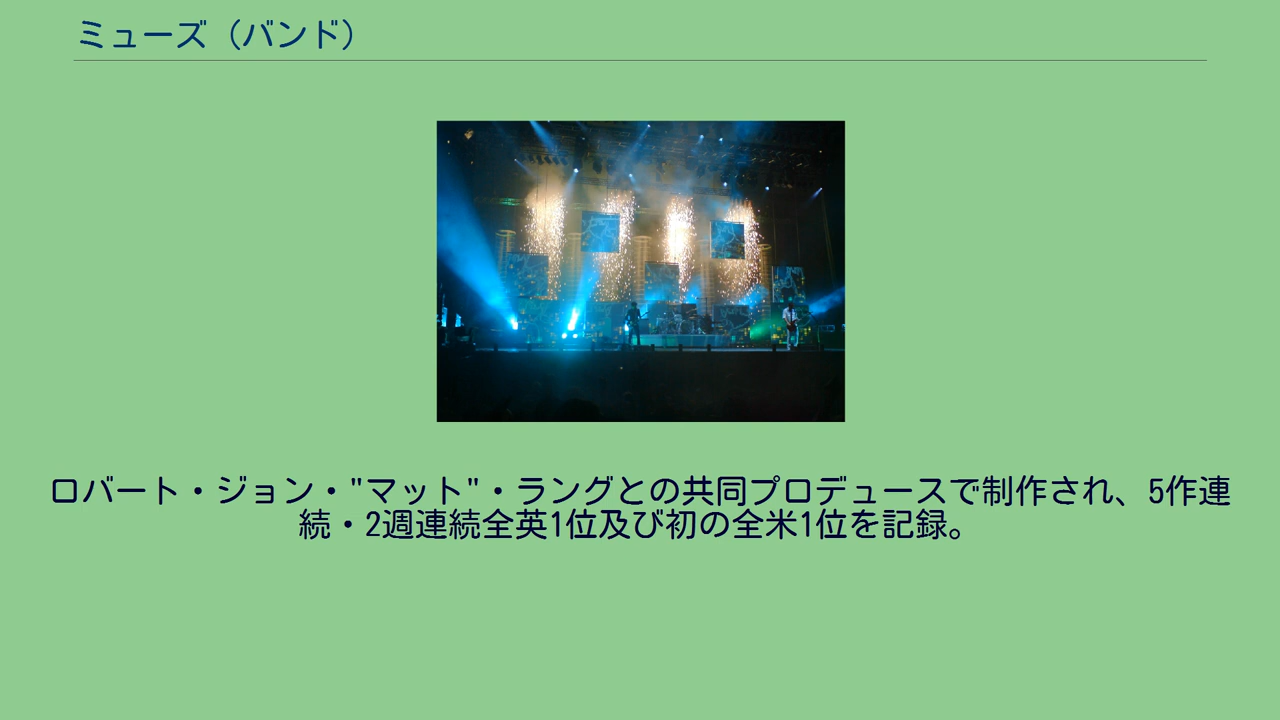 ミューズ（バンド）
ロバート・ジョン・"マット"・ラングとの共同プロデュースで制作され、5作連
続・2週連続全英1位及び初の全米1位を記録。